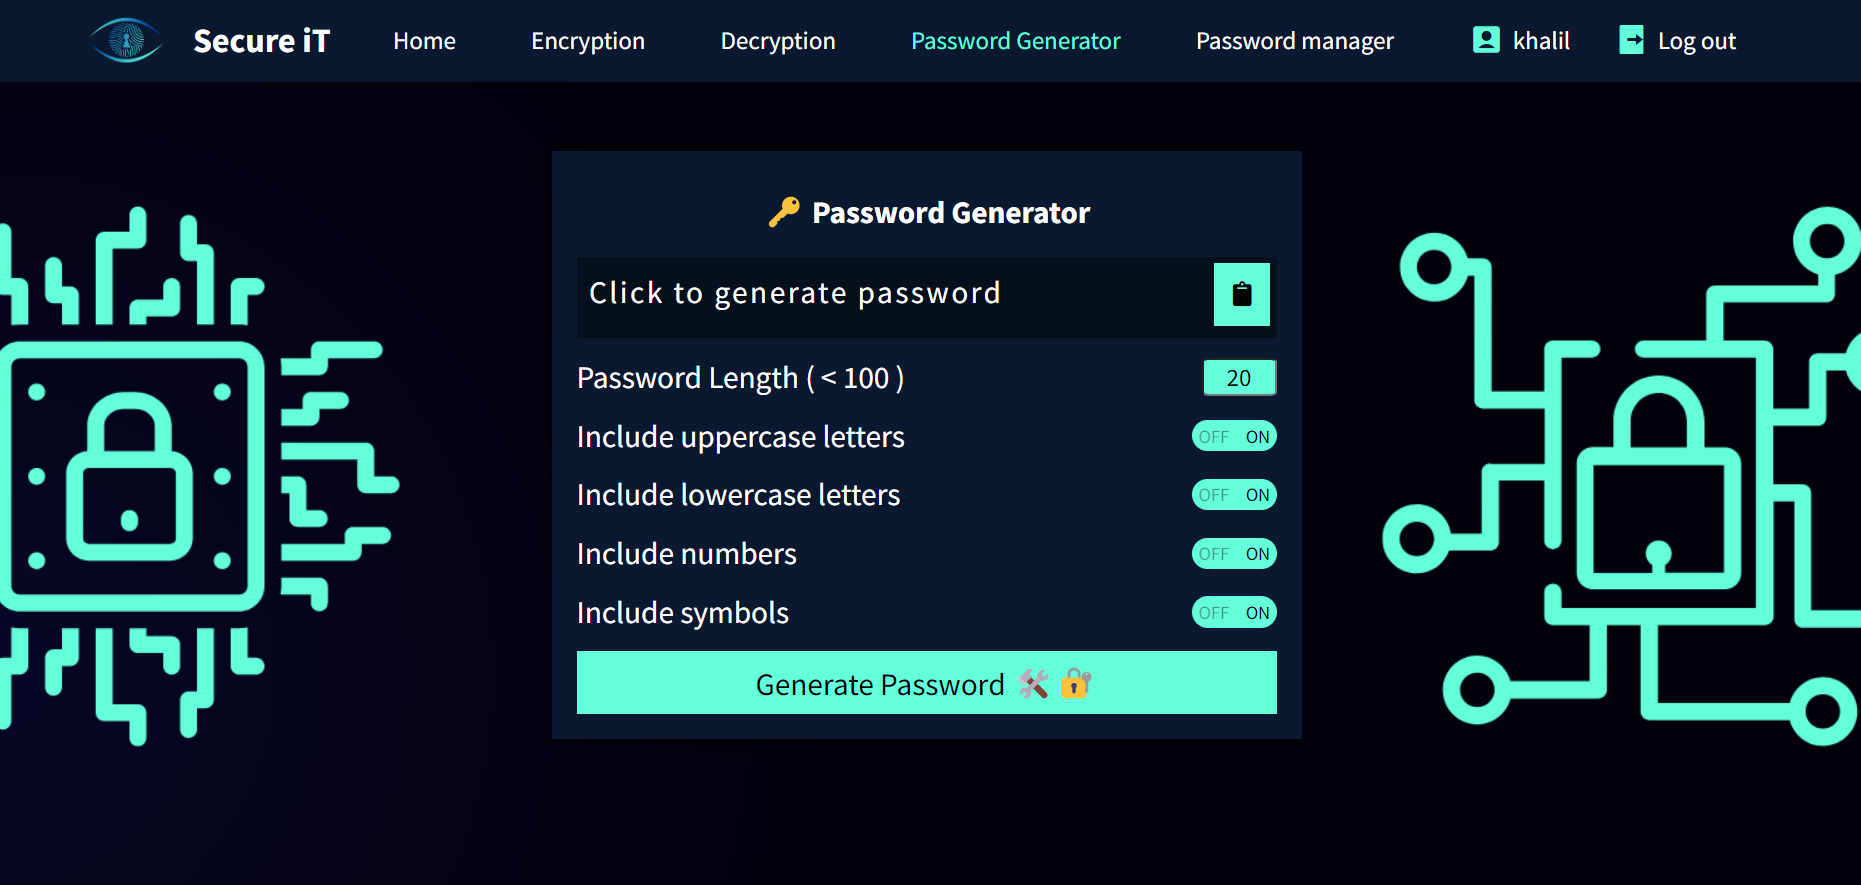 Secure iT
Home
Encryption
Decryption
Password Generator
Password manager
khalil
Log out
Password Generator
Click to generate password
Password Length ( < 100 )
20
Include uppercase letters
OFF ON
Include lowercase letters
OFF ON
Include numbers
OFF ON
Include symbols
OFF ON
Generate Password